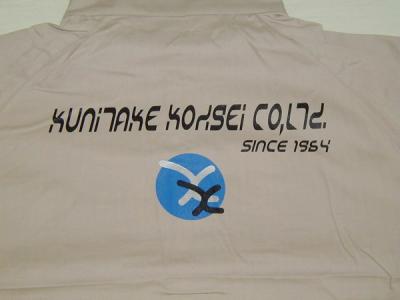 KUNITAKE KOHSEI CO,LTD.
SINCE 1964